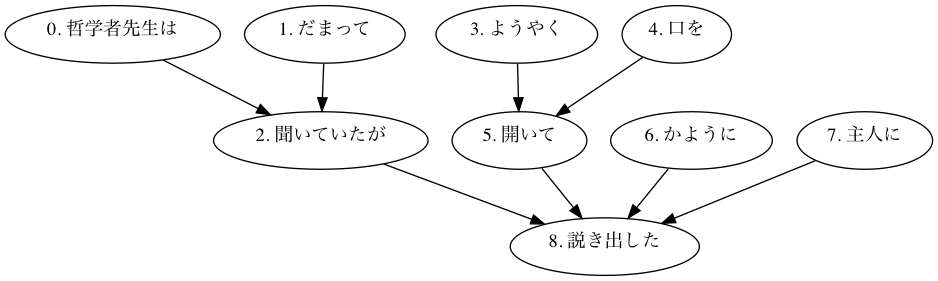 0. 哲学者先生は
1. だまって
3. ようやく
4. 口を
2. 聞いていたが
5. 開いて
6. かように
7. 主人に
8. 説き出した